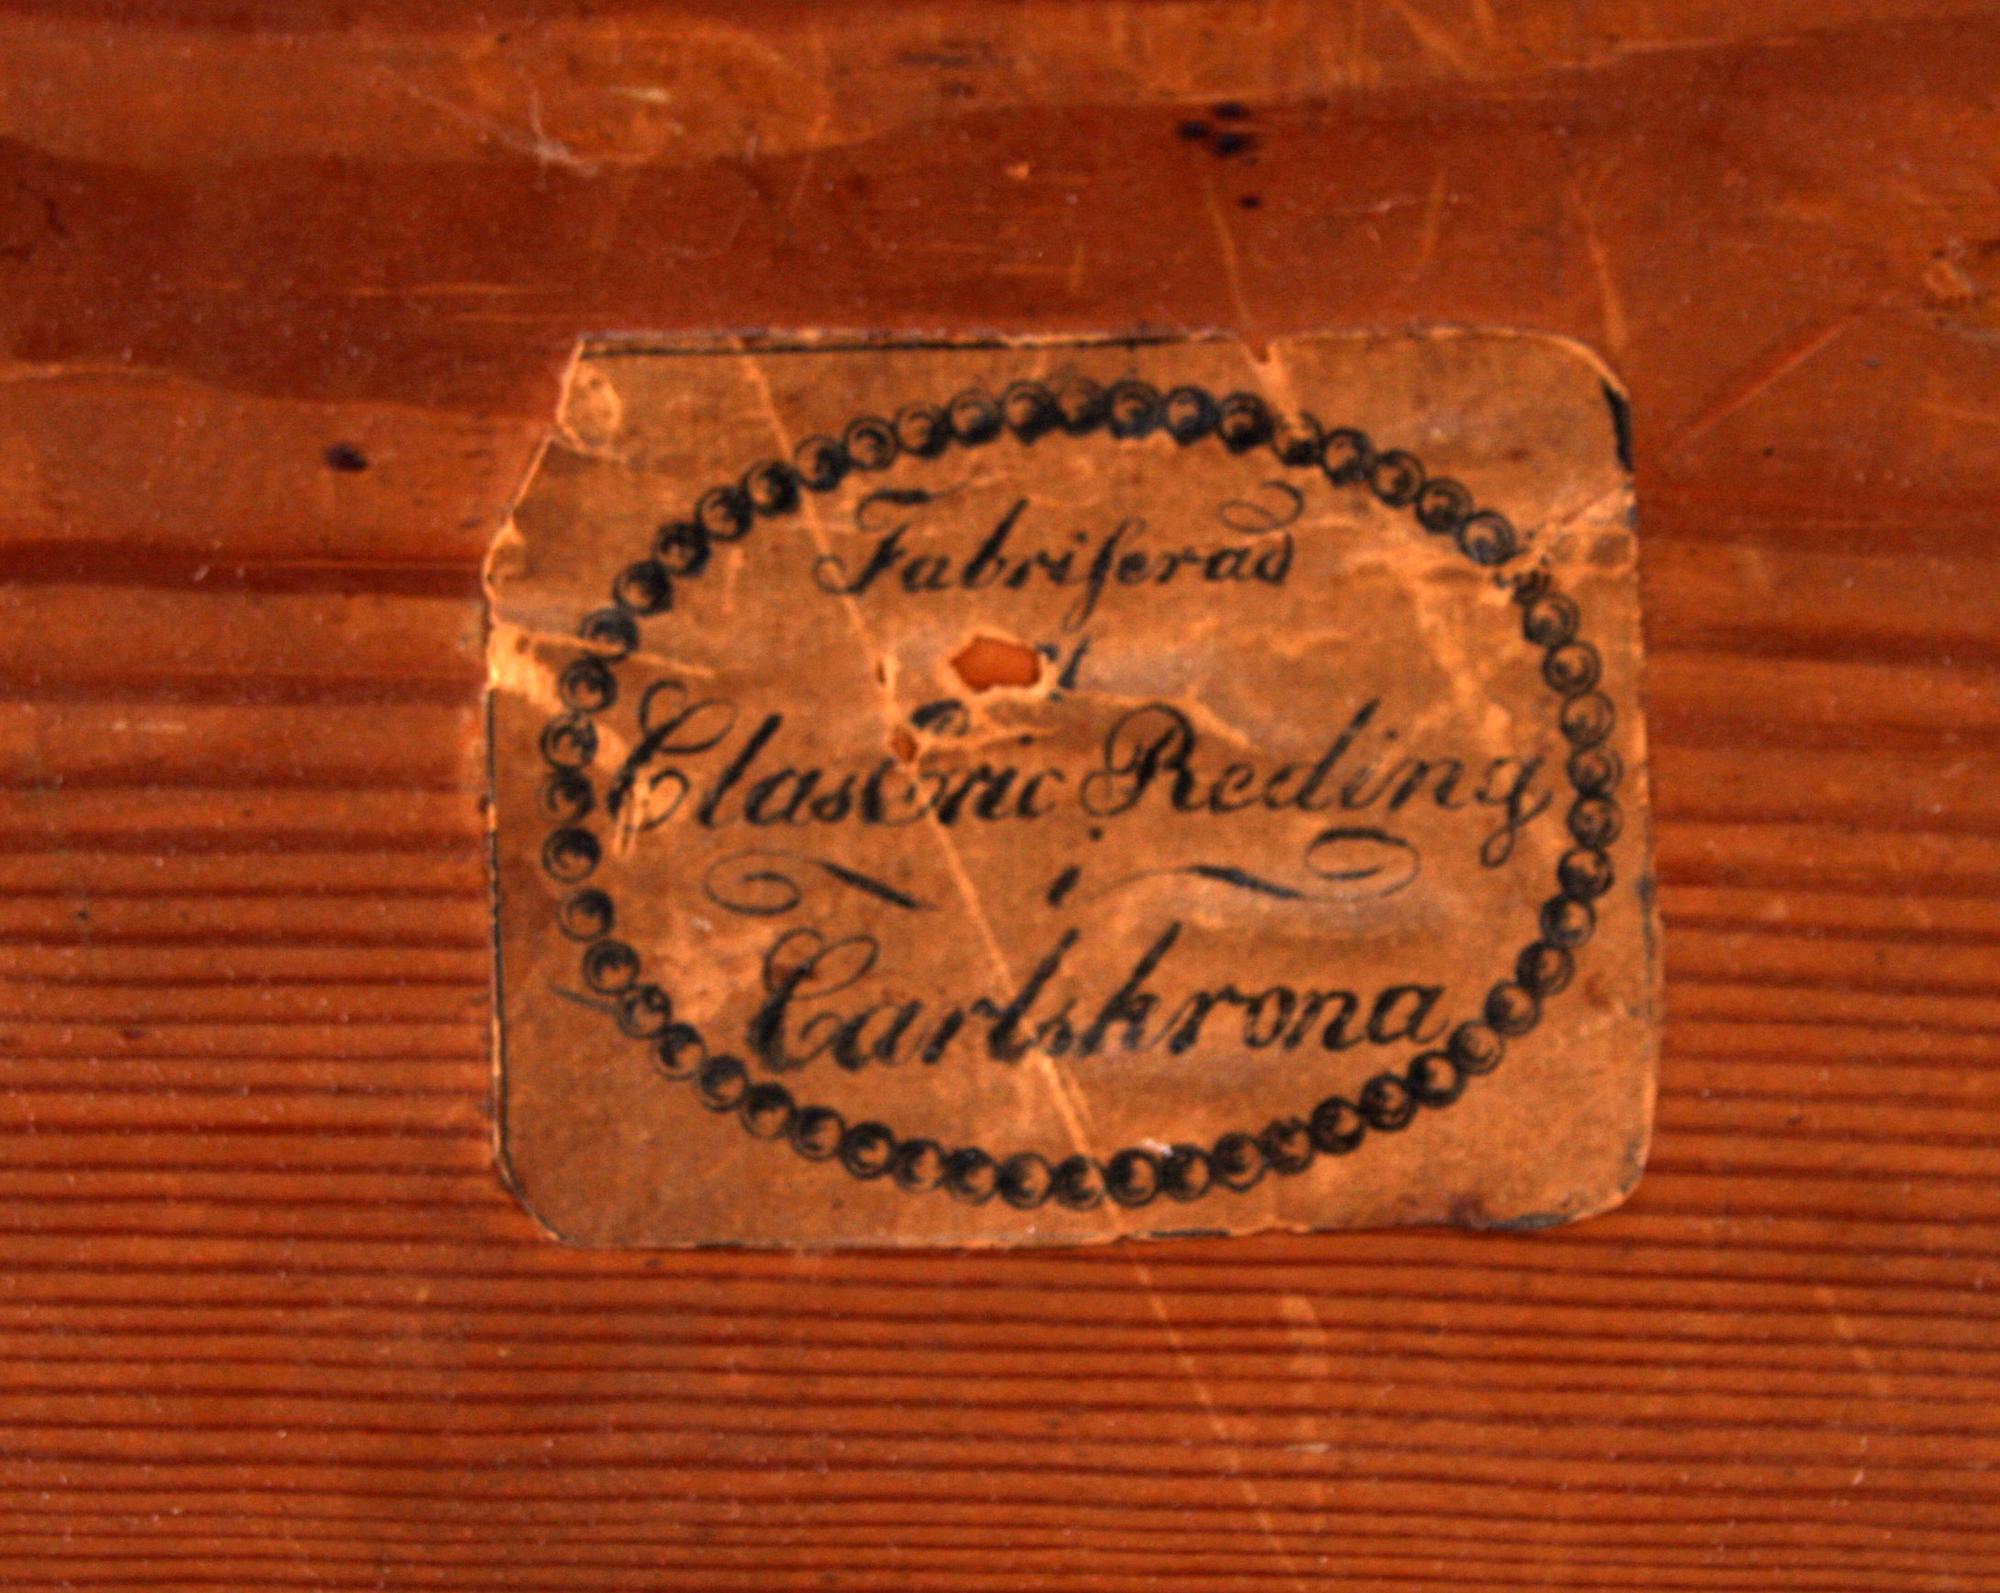 Fabriserad
Clas Eric Reding
i
Carlskrona